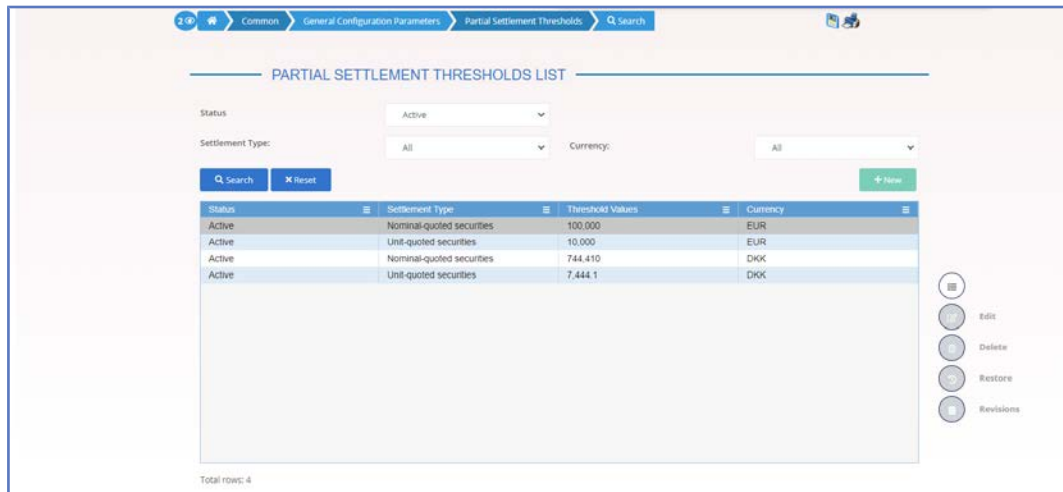 2 Common General Configuration Parameters Partial Settlement Thresholds Search
PARTIAL SETTLEMENT THRESHOLDS LIST
Status Active
Settlement Type: All Currency: All
Search Reset New
Status Settlement Type Threshold Values Currency
Active Nominal-quoted securities 100,000 EUR
Active Unit-quoted securities 10,000 EUR
Active Nominal-quoted securities 744,410 DKK
Active Unit-quoted securities 7,444.1 DKK
Edit
Delete
Restore
Revisions
Total rows: 4